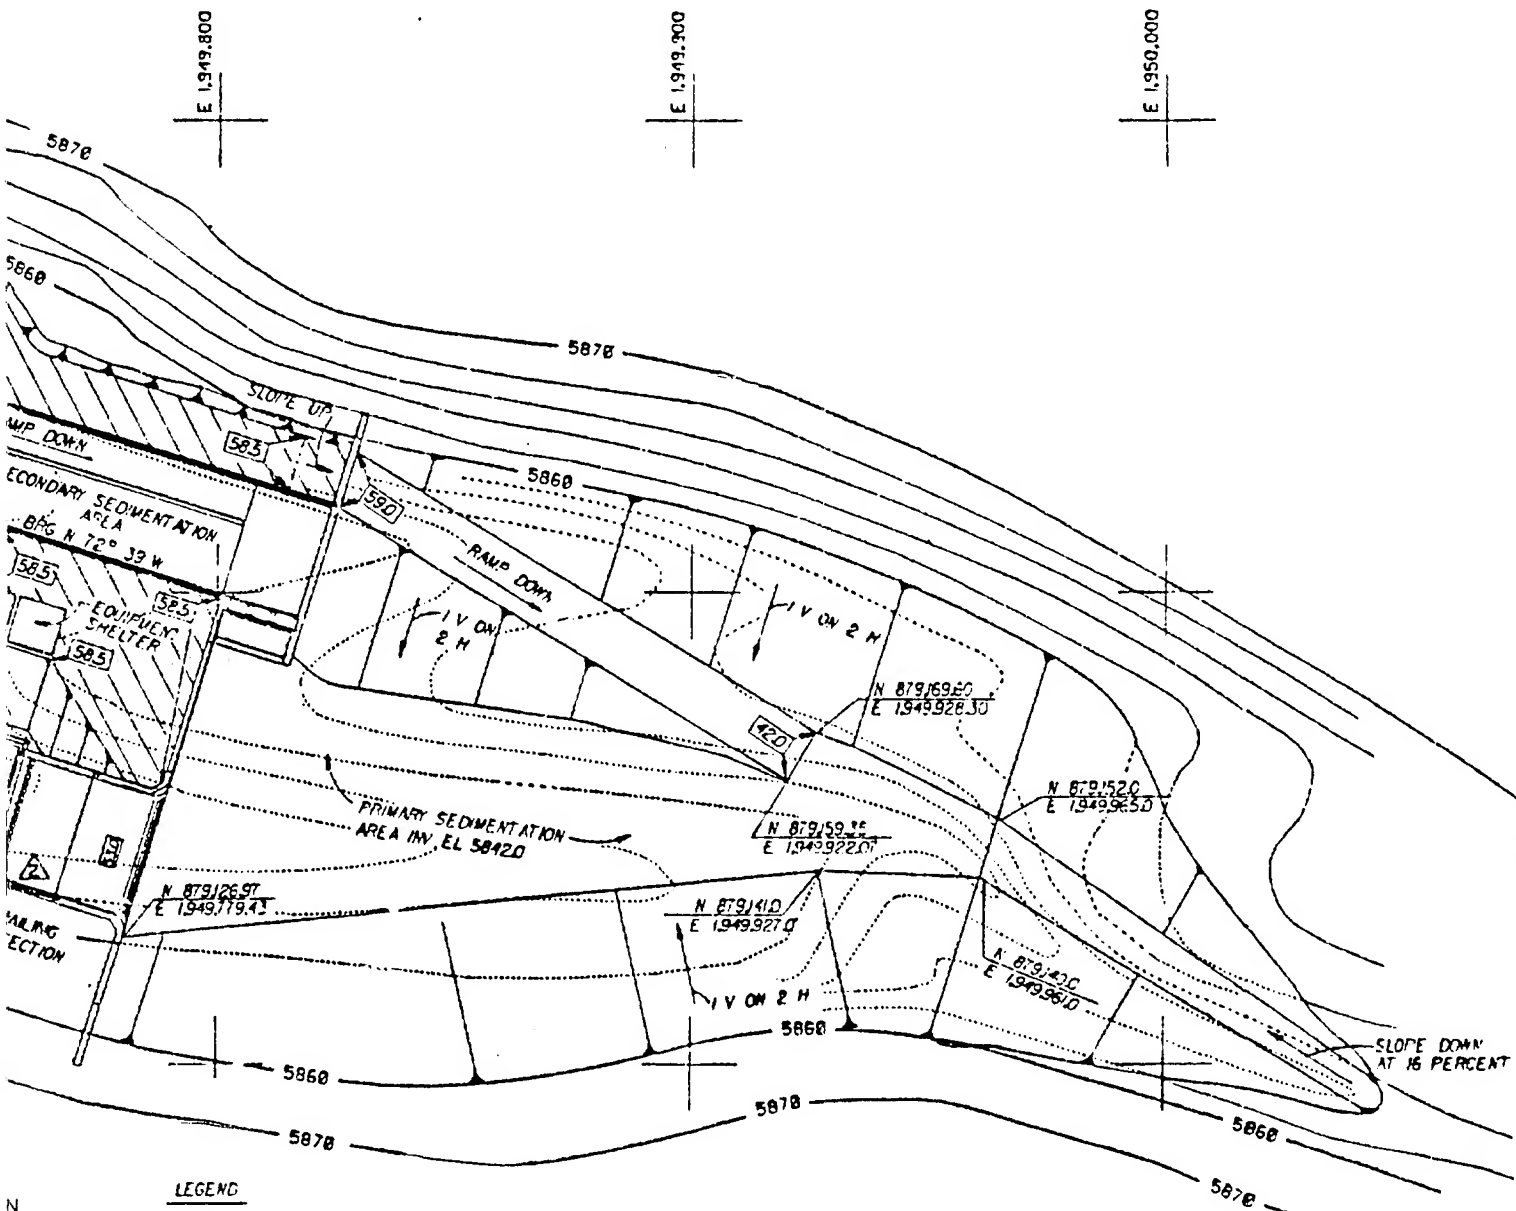 E 1,949,800
E 1,949,900
E 1,950,000
5870
5860
5870
SLOPE UP
58.5
AMP DOWN
5860
59.0
ECONDARY SEDIMENTATION
AREA
BRG N 72° 39 W
RAMP DOWN
58.5
58.5
EQUIPMENT
SHELTER
58.5
1 V ON
2 H
1 V ON 2 H
N 879,169.60
E 1,949,928.30
42.0
N 879,152.0
E 1,949,965.0
PRIMARY SEDIMENTATION
AREA INV. EL 5842.0
N 879,159.35
E 1,949,922.07
2
N 879,126.97
E 1,949,779.43
N 879,141.0
E 1,949,927.0
AILING
ECTION
N 879,140.0
E 1,949,961.0
1 V ON 2 H
5860
SLOPE DOWN
AT 16 PERCENT
5860
5870
5860
5870
5870
LEGEND
N